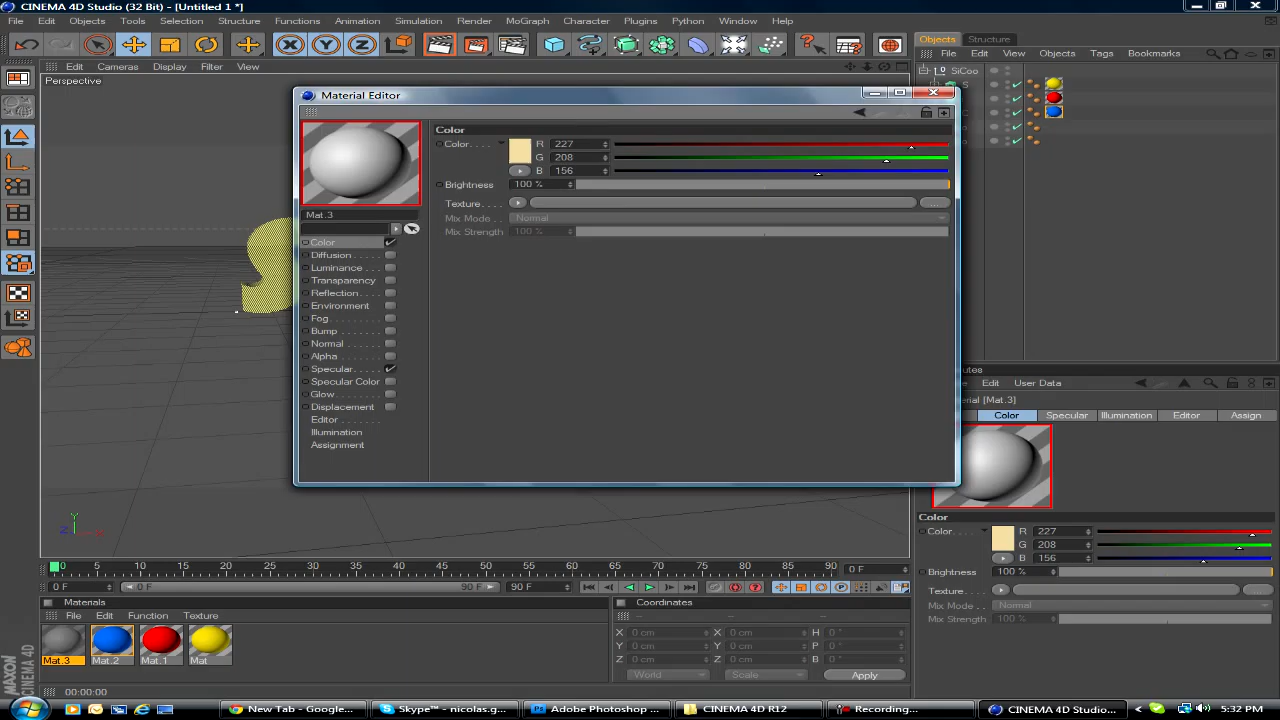 CINEMA 4D Studio (32 Bit) - [Untitled 1 *]
File Edit Objects Tools Selection Structure Functions Animation Simulation Render MoGraph Character Plugins Python Window Help
Objects Structure
File Edit View Objects Tags Bookmarks
Edit Cameras Display Filter View
Perspective
SiCoo
S
C
Material Editor
Color
Color. . . . R 227
G 208
B 156
Brightness 100 %
Texture. . . .
Mix Mode . . Normal
Mix Strength 100 %
Mat.3
Color
Diffusion
Luminance
Transparency
Reflection
Environment
Fog
Bump
Normal
Alpha
Specular
Specular Color
Glow
Displacement
Editor
Illumination
Assignment
Edit User Data
[Mat.3]
Color Specular Illumination Editor Assign
Color
Color. . . . R 227
G 208
B 156
Brightness 100 %
Texture. . . .
Mix Mode . . Normal
Mix Strength 100 %
Y
Z X
0 5 10 15 20 25 30 35 40 45 50 55 60 65 70 75 80 85 90 0 F
0 F 0 F 90 F 90 F
Materials
File Edit Function Texture
Mat.3 Mat.2 Mat.1 Mat
Coordinates
X 0 cm X 0 cm H 0 °
Y 0 cm Y 0 cm P 0 °
Z 0 cm Z 0 cm B 0 °
World Scale Apply
MAXON CINEMA 4D
00:00:00
New Tab - Google... Skype™ - nicolas.g... Adobe Photoshop ... CINEMA 4D R12 Recording... CINEMA 4D Studio... 5:32 PM